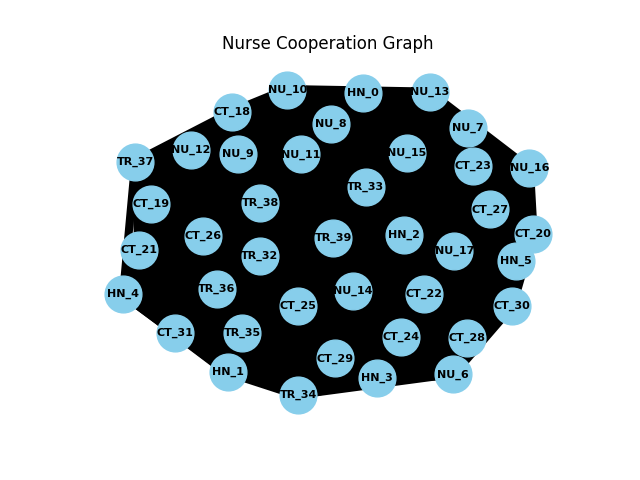 Nurse Cooperation Graph
NU_10
HN_0
NU_13
CT_18
NU_8
NU_7
NU_12
NU_9
NU_11
NU_15
TR_37
CT_23
NU_16
TR_33
CT_19
TR_38
CT_27
CT_26
TR_39
HN_2
CT_20
CT_21
TR_32
NU_17
HN_5
HN_4
TR_36
NU_14
CT_22
CT_25
CT_30
CT_31
TR_35
CT_24
CT_28
CT_29
HN_1
HN_3
NU_6
TR_34